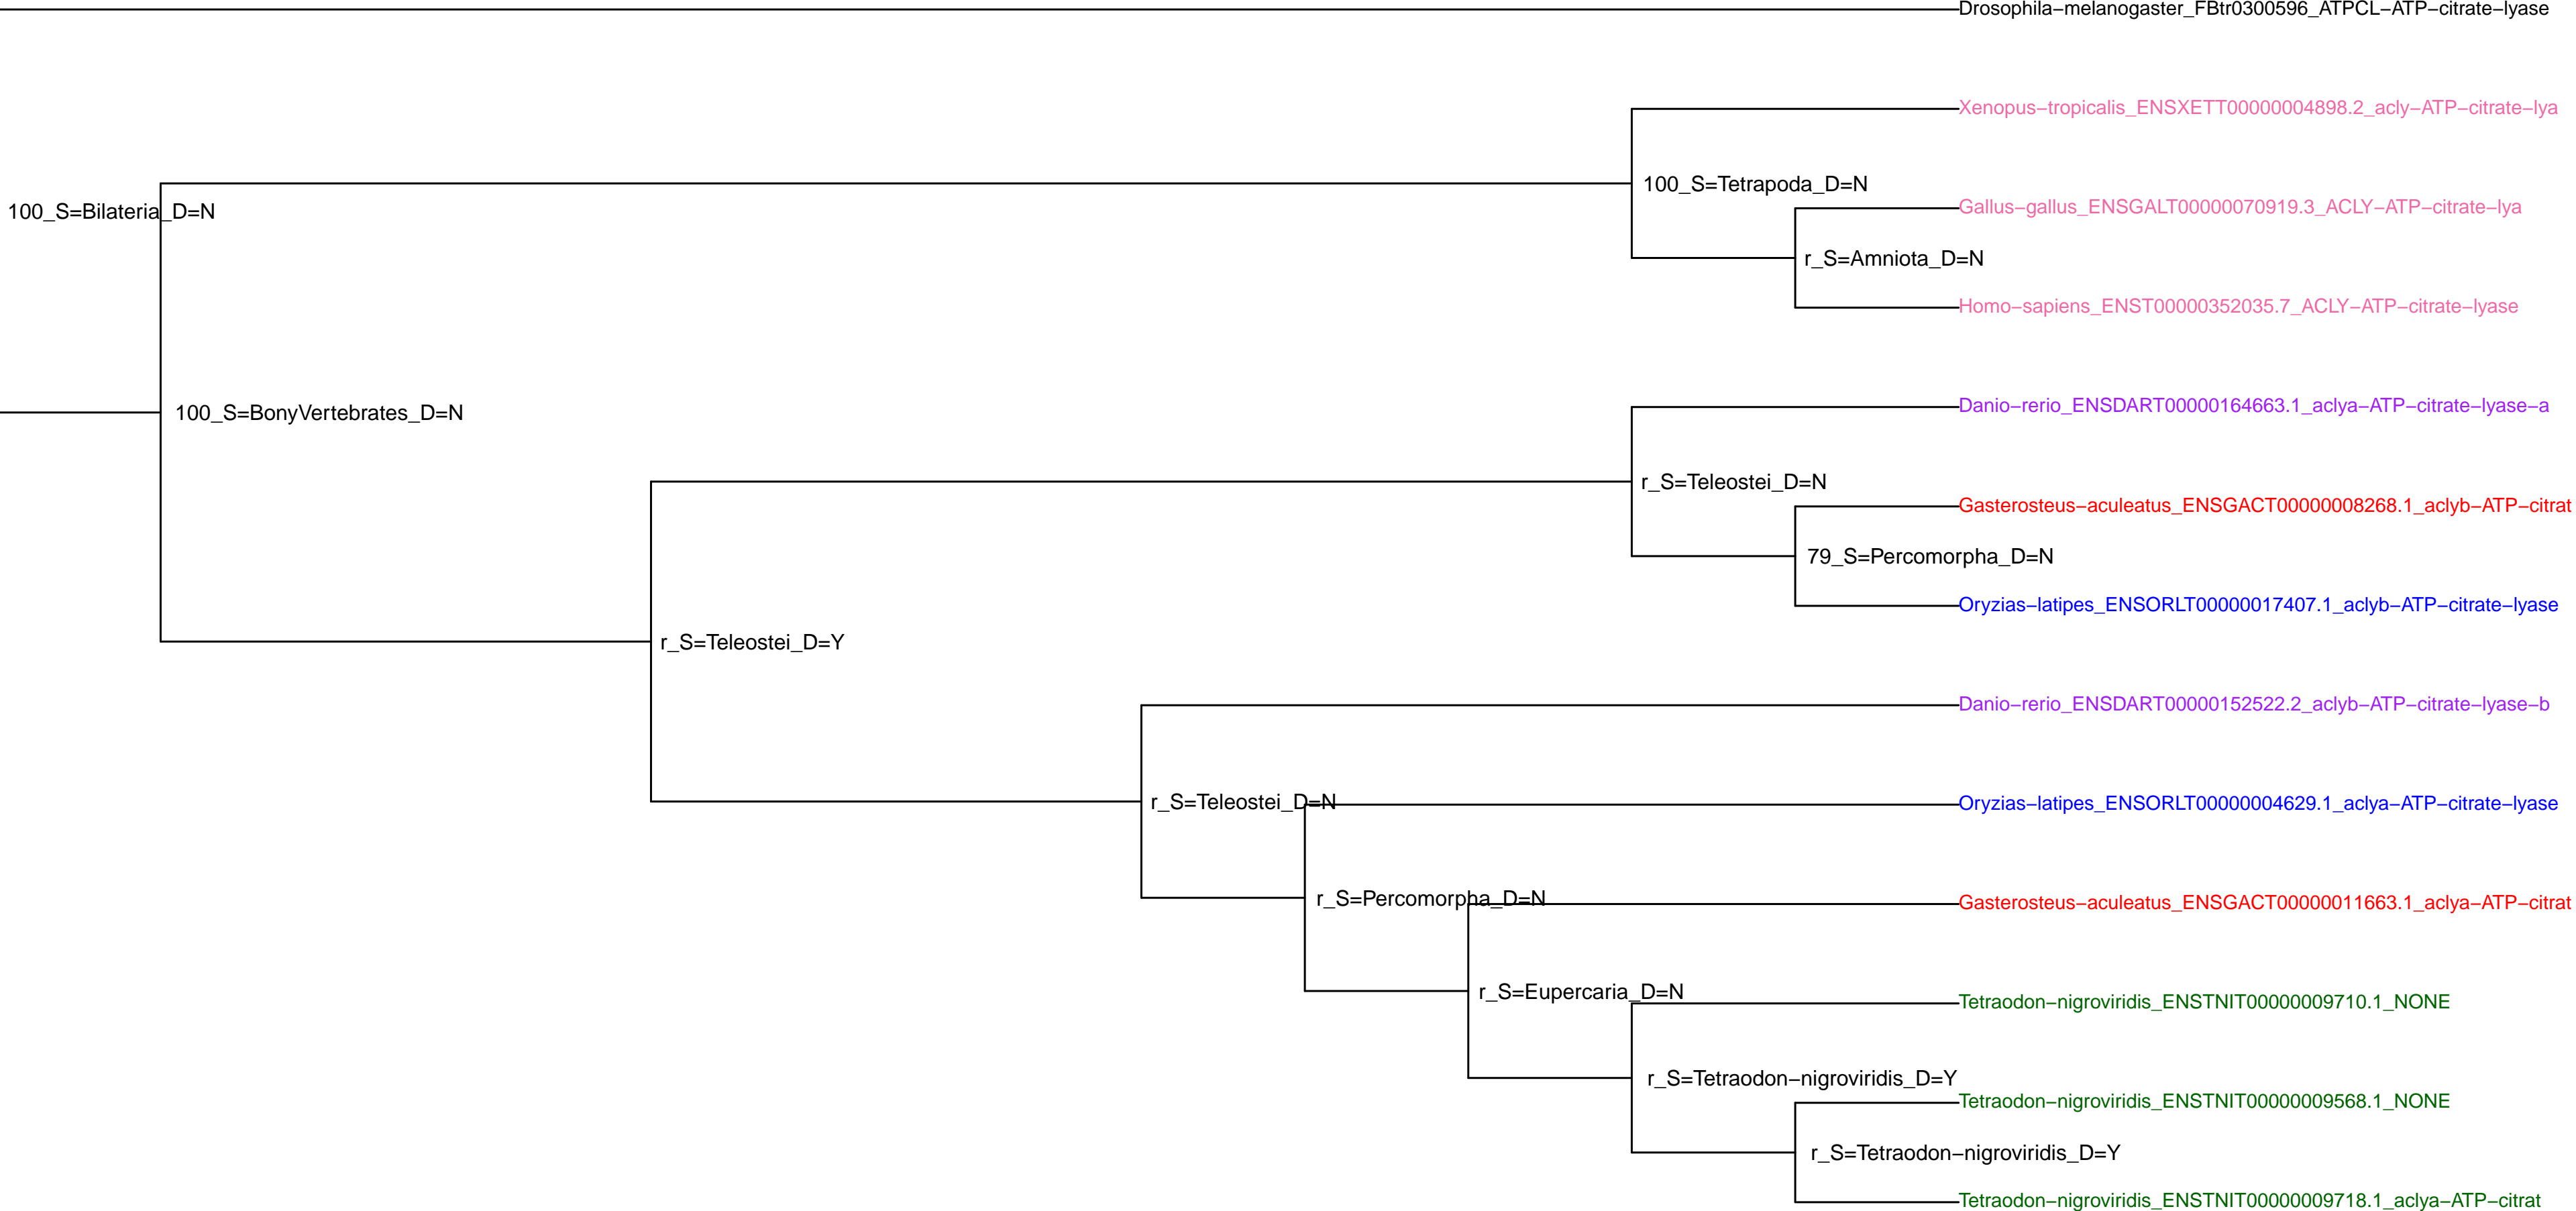 Drosophila−melanogaster_FBtr0300596_ATPCL−ATP−citrate−lyase
Xenopus−tropicalis_ENSXETT00000004898.2_acly−ATP−citrate−lya
100_S=Tetrapoda_D=N
Gallus−gallus_ENSGALT00000070919.3_ACLY−ATP−citrate−lya
100_S=Bilateria_D=N
r_S=Amniota_D=N
Homo−sapiens_ENST00000352035.7_ACLY−ATP−citrate−lyase
Danio−rerio_ENSDART00000164663.1_aclya−ATP−citrate−lyase−a
100_S=BonyVertebrates_D=N
r_S=Teleostei_D=N
Gasterosteus−aculeatus_ENSGACT00000008268.1_aclyb−ATP−citrat
79_S=Percomorpha_D=N
Oryzias−latipes_ENSORLT00000017407.1_aclyb−ATP−citrate−lyase
r_S=Teleostei_D=Y
Danio−rerio_ENSDART00000152522.2_aclyb−ATP−citrate−lyase−b
r_S=Teleostei_D=N
Oryzias−latipes_ENSORLT00000004629.1_aclya−ATP−citrate−lyase
r_S=Percomorpha_D=N
Gasterosteus−aculeatus_ENSGACT00000011663.1_aclya−ATP−citrat
r_S=Eupercaria_D=N
Tetraodon−nigroviridis_ENSTNIT00000009710.1_NONE
r_S=Tetraodon−nigroviridis_D=Y
Tetraodon−nigroviridis_ENSTNIT00000009568.1_NONE
r_S=Tetraodon−nigroviridis_D=Y
Tetraodon−nigroviridis_ENSTNIT00000009718.1_aclya−ATP−citrat